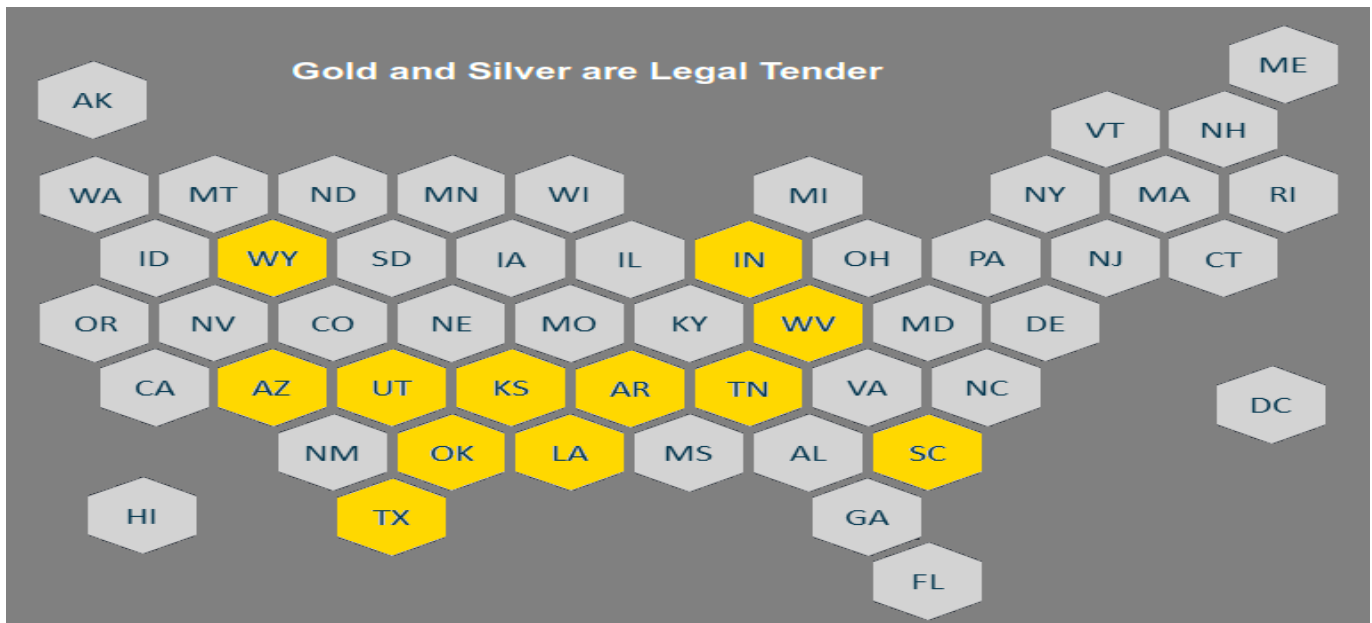 Gold and Silver are Legal Tender
ME
AK
VT NH
WA MT ND MN WI MI NY MA RI
ID WY SD IA IL IN OH PA NJ CT
OR NV CO NE MO KY WV MD DE
CA AZ UT KS AR TN VA NC
DC
NM OK LA MS AL SC
HI TX GA
FL